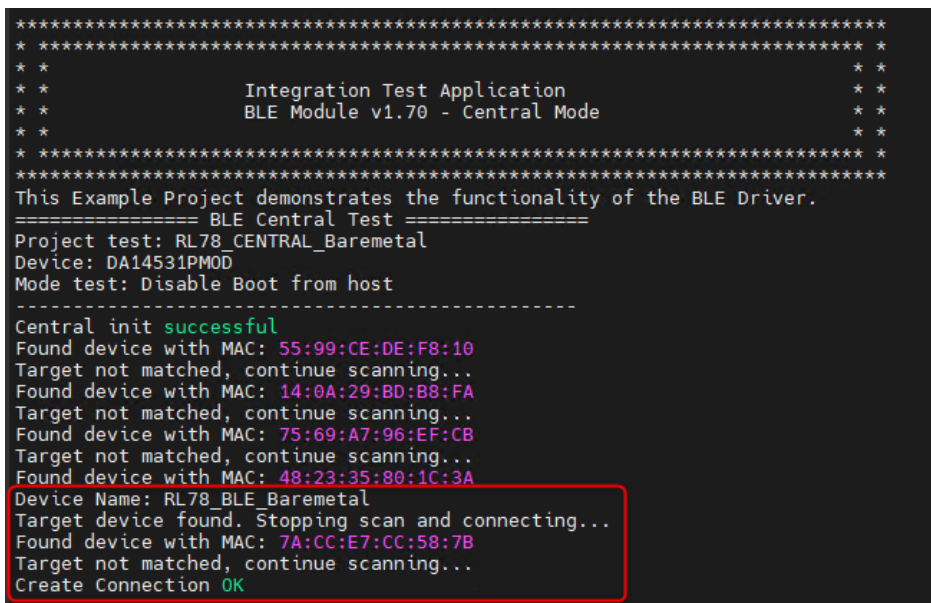 ******************************************************************************
* ************************************************************************** *
* * * *
* * Integration Test Application * *
* * BLE Module v1.70 - Central Mode * *
* * * *
* ************************************************************************** *
******************************************************************************
This Example Project demonstrates the functionality of the BLE Driver.
================ BLE Central Test ================
Project test: RL78_CENTRAL_Baremetal
Device: DA14531PMOD
Mode test: Disable Boot from host
-------------------------------------------------
Central init successful
Found device with MAC: 55:99:CE:DE:F8:10
Target not matched, continue scanning...
Found device with MAC: 14:0A:29:BD:B8:FA
Target not matched, continue scanning...
Found device with MAC: 75:69:A7:96:EF:CB
Target not matched, continue scanning...
Found device with MAC: 48:23:35:80:1C:3A
Device Name: RL78_BLE_Baremetal
Target device found. Stopping scan and connecting...
Found device with MAC: 7A:CC:E7:CC:58:7B
Target not matched, continue scanning...
Create Connection OK